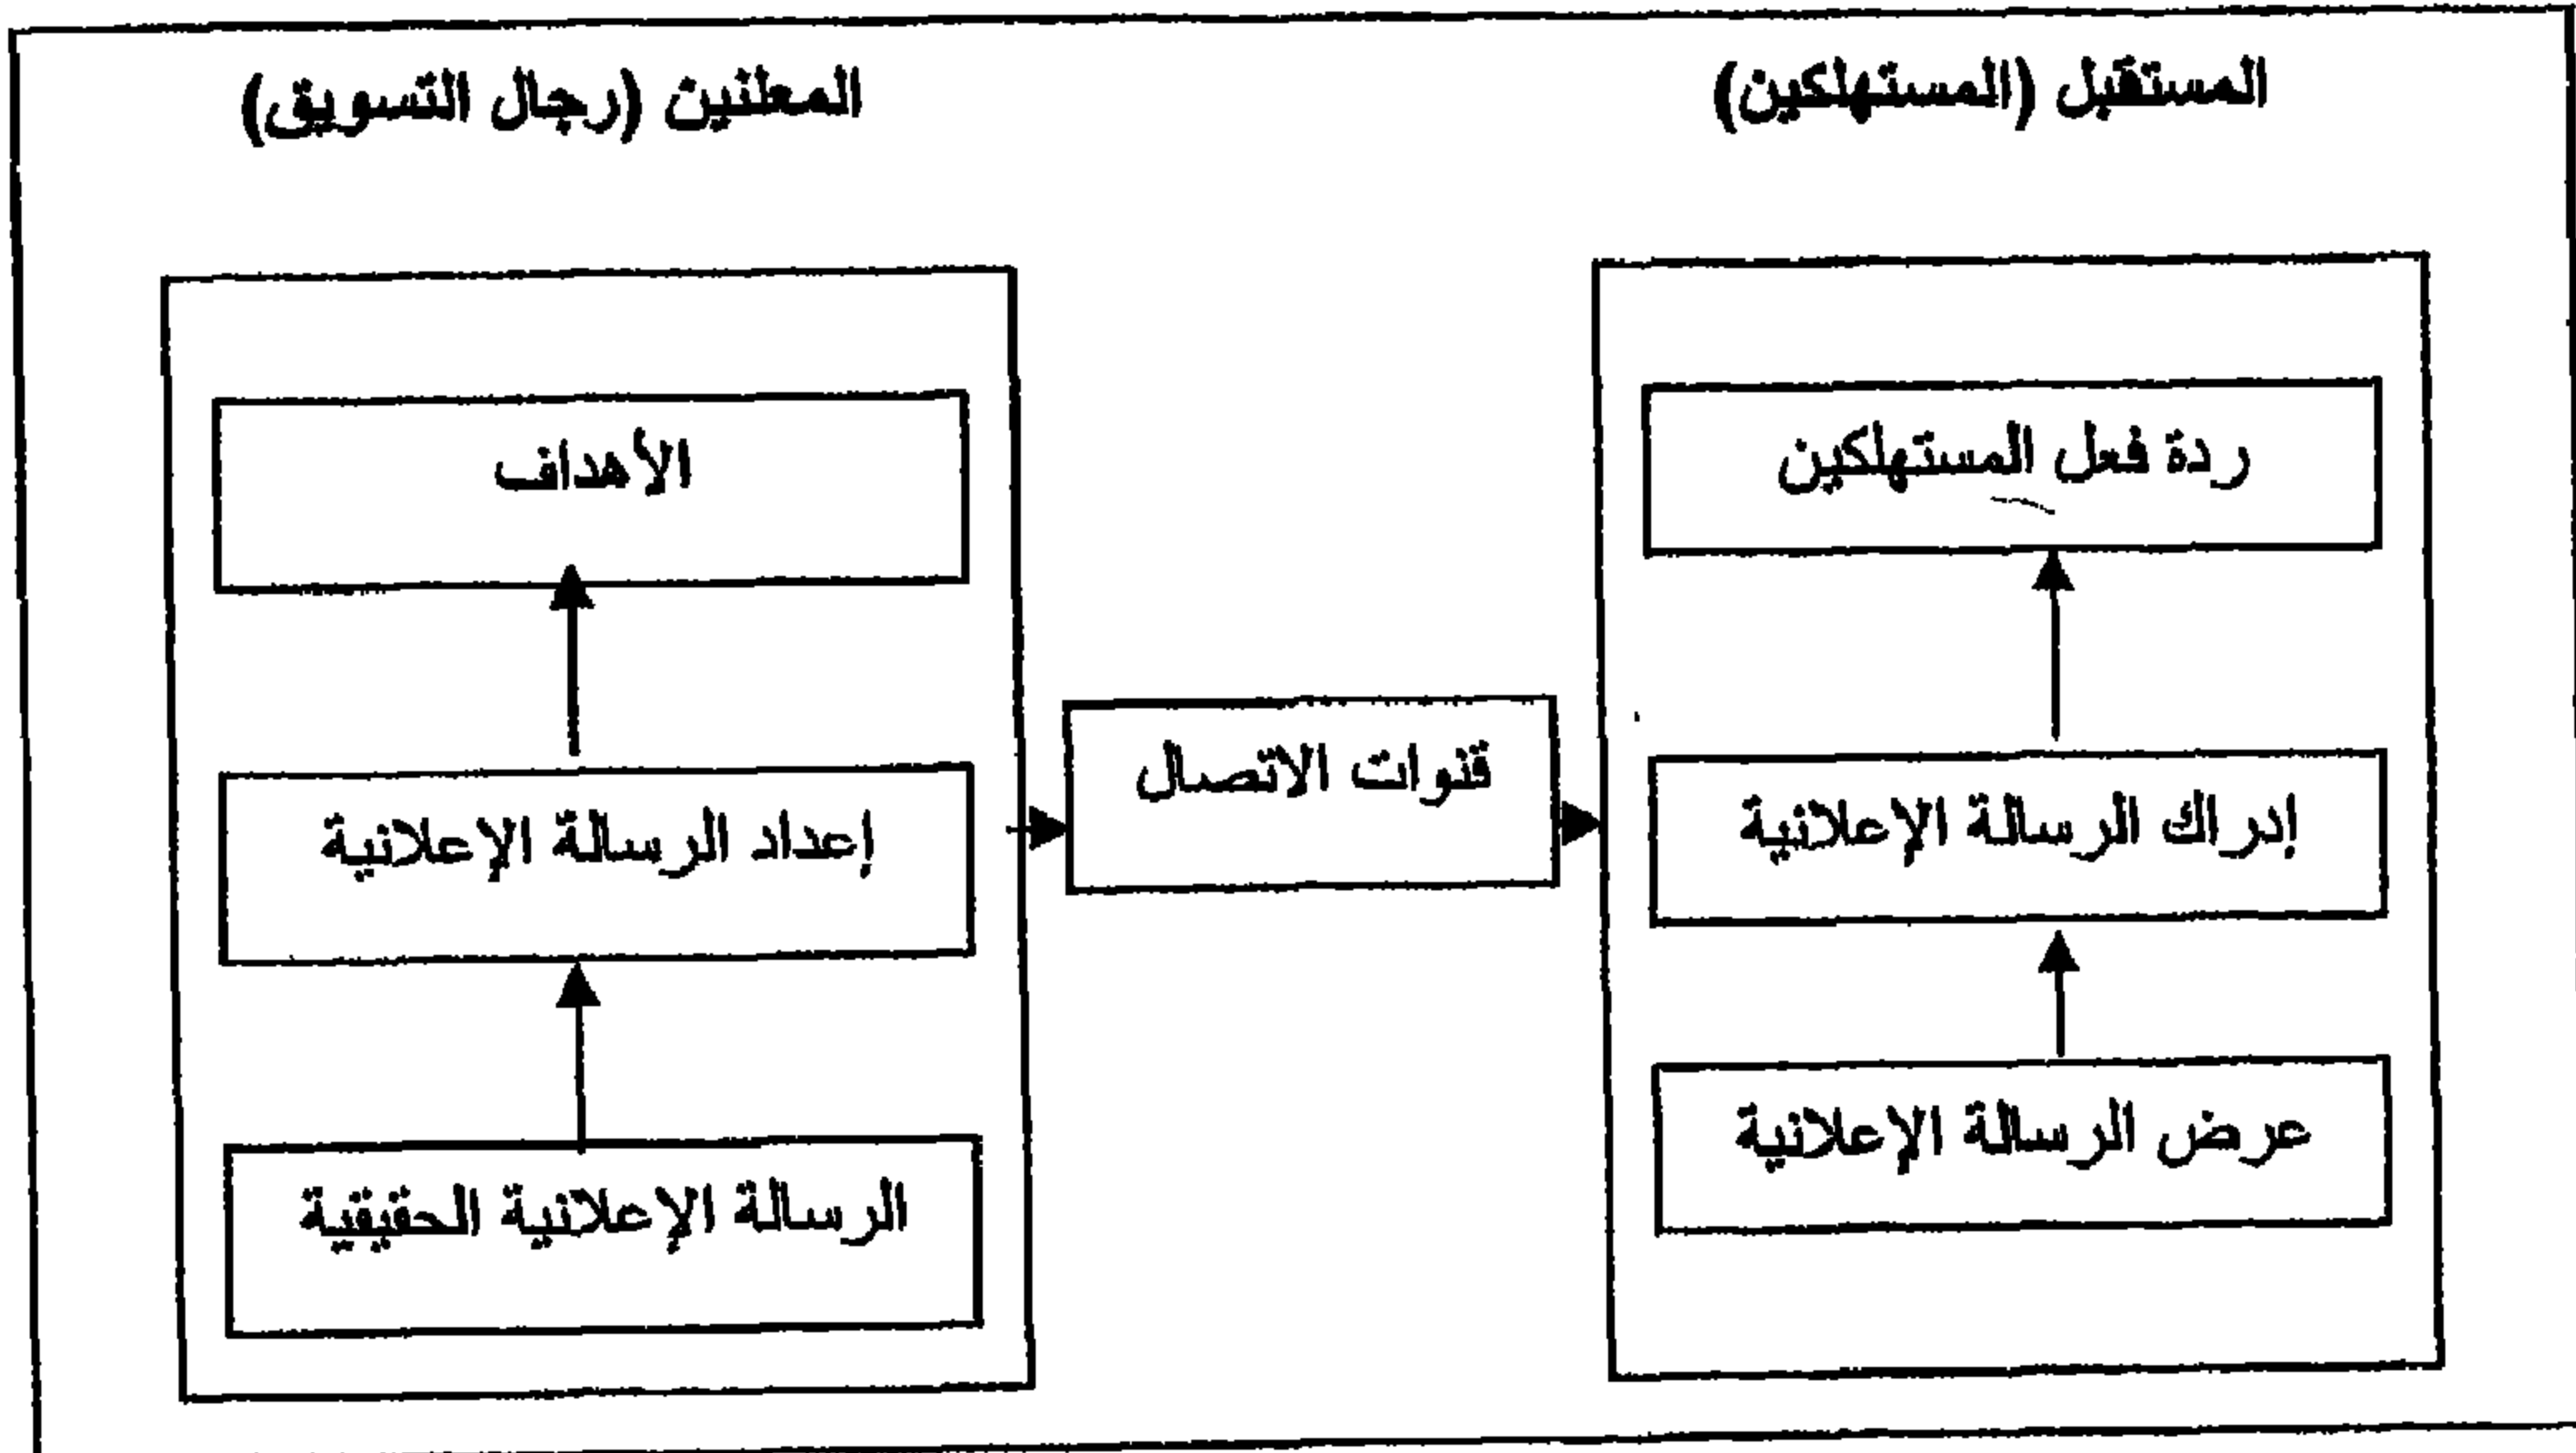 المستقبل (المستهلكين)
المعلنين (رجال التسويق)
ردة فعل المستهلكين
إدراك الرسالة الإعلانية
عرض الرسالة الإعلانية
قنوات الاتصال
الأهداف
إعداد الرسالة الإعلانية
الرسالة الإعلانية الحقيقية